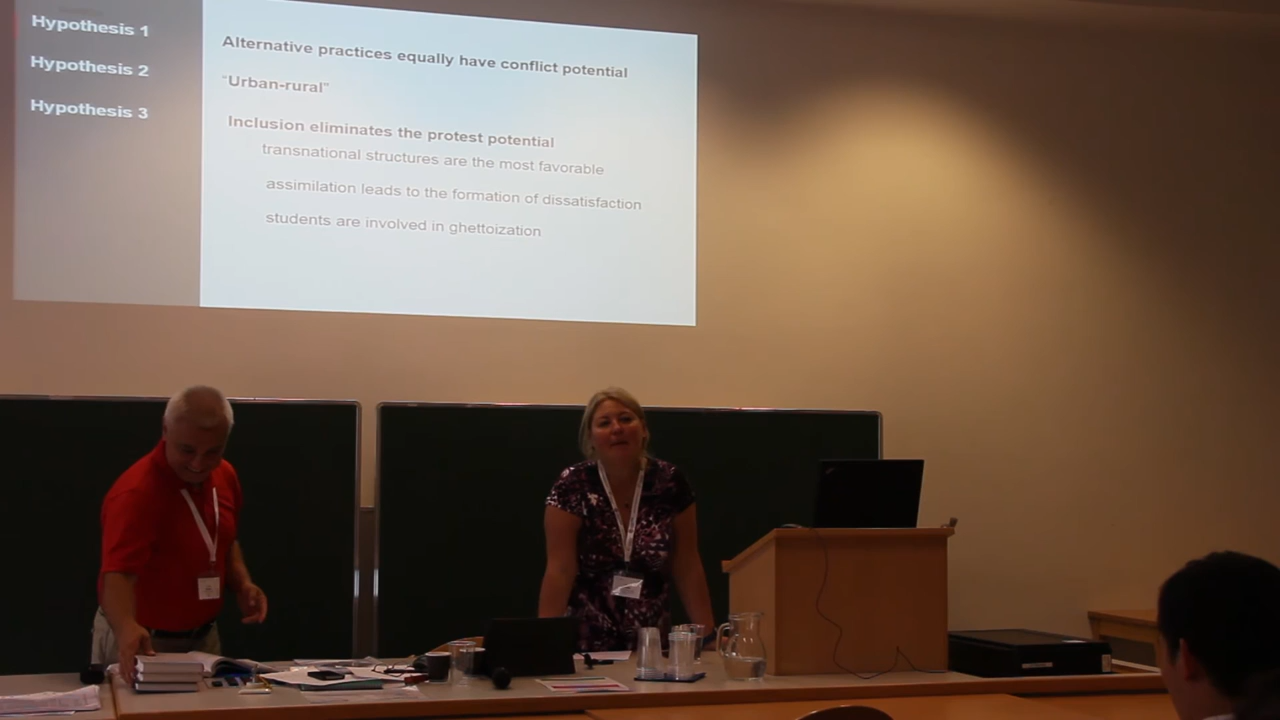 Hypothesis 1
Hypothesis 2
Hypothesis 3
Alternative practices equally have conflict potential
“Urban-rural”
Inclusion eliminates the protest potential
transnational structures are the most favorable
assimilation leads to the formation of dissatisfaction
students are involved in ghettoization